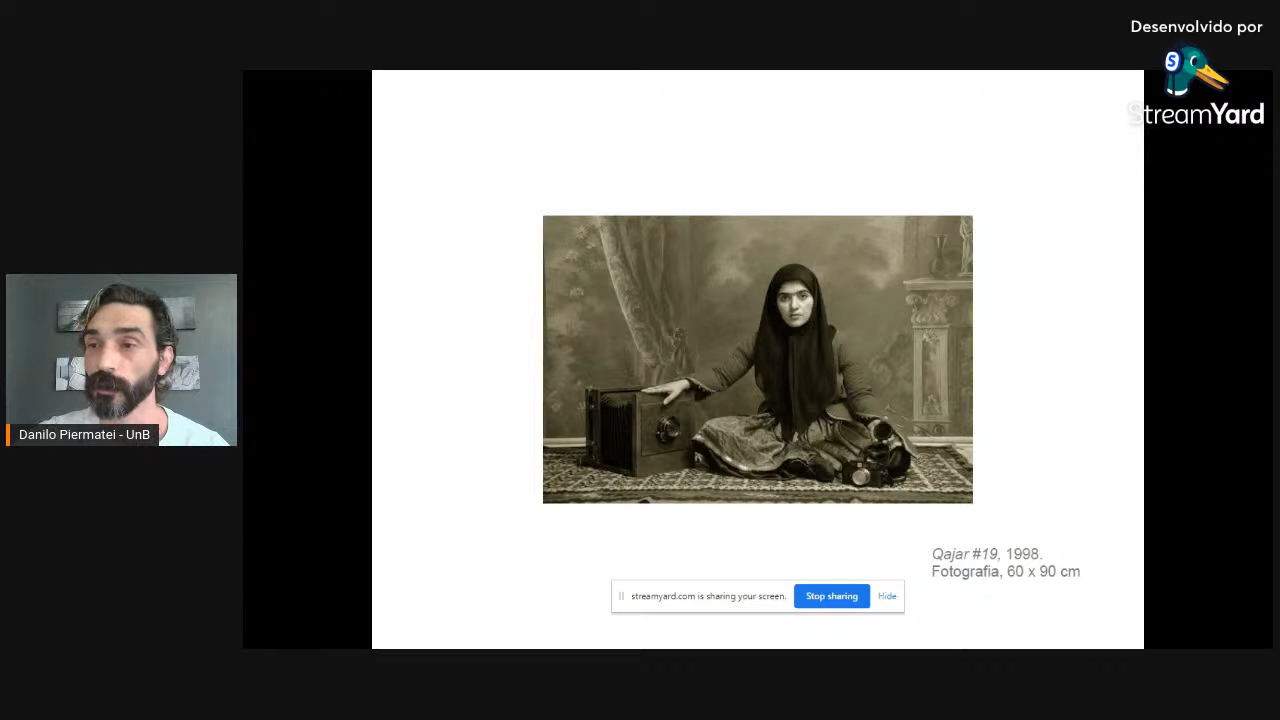 Desenvolvido por
StreamYard
Danilo Piermatei - UnB
Qajar #19, 1998.
Fotografia, 60 x 90 cm
streamyard.com is sharing your screen.
Stop sharing
Hide